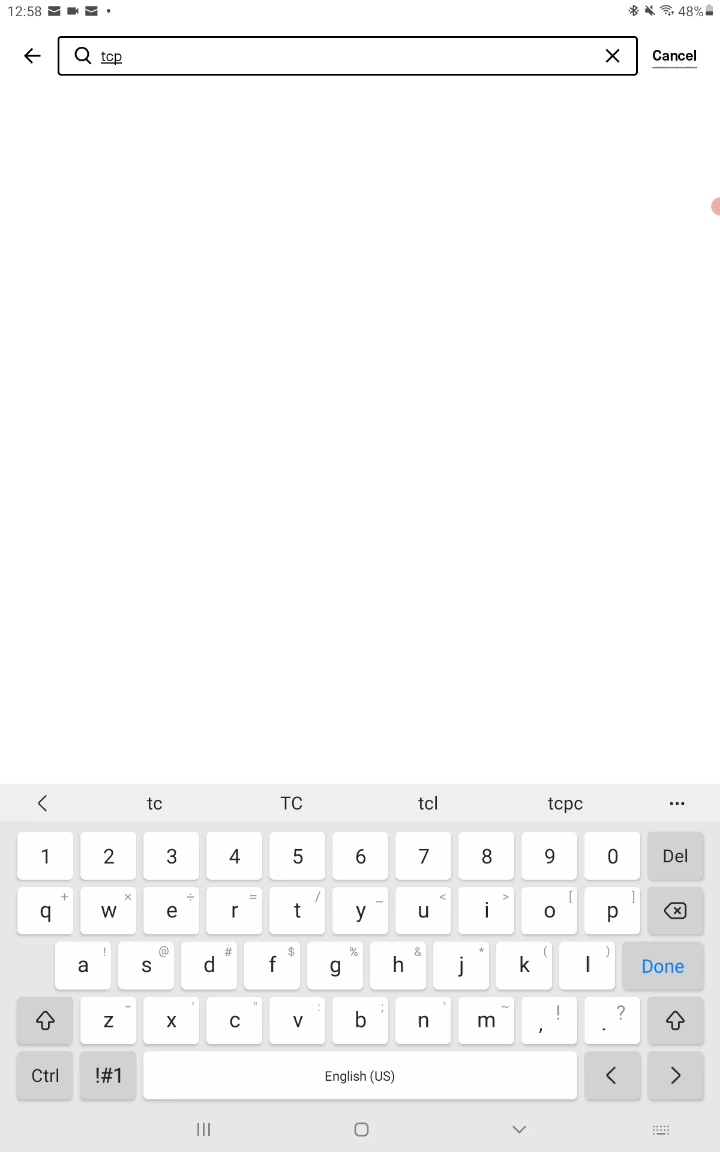 12:58 48%
tcp Cancel
tc TC tcl tcpc ...
1 2 3 4 5 6 7 8 9 0 Del
+ × ÷ = / _ < > [ ]
q w e r t y u i o p
! @ # $ % & * ( )
a s d f g h j k l Done
- ' " : ; ` ~ ! ?
z x c v b n m , .
Ctrl !#1 English (US) < >